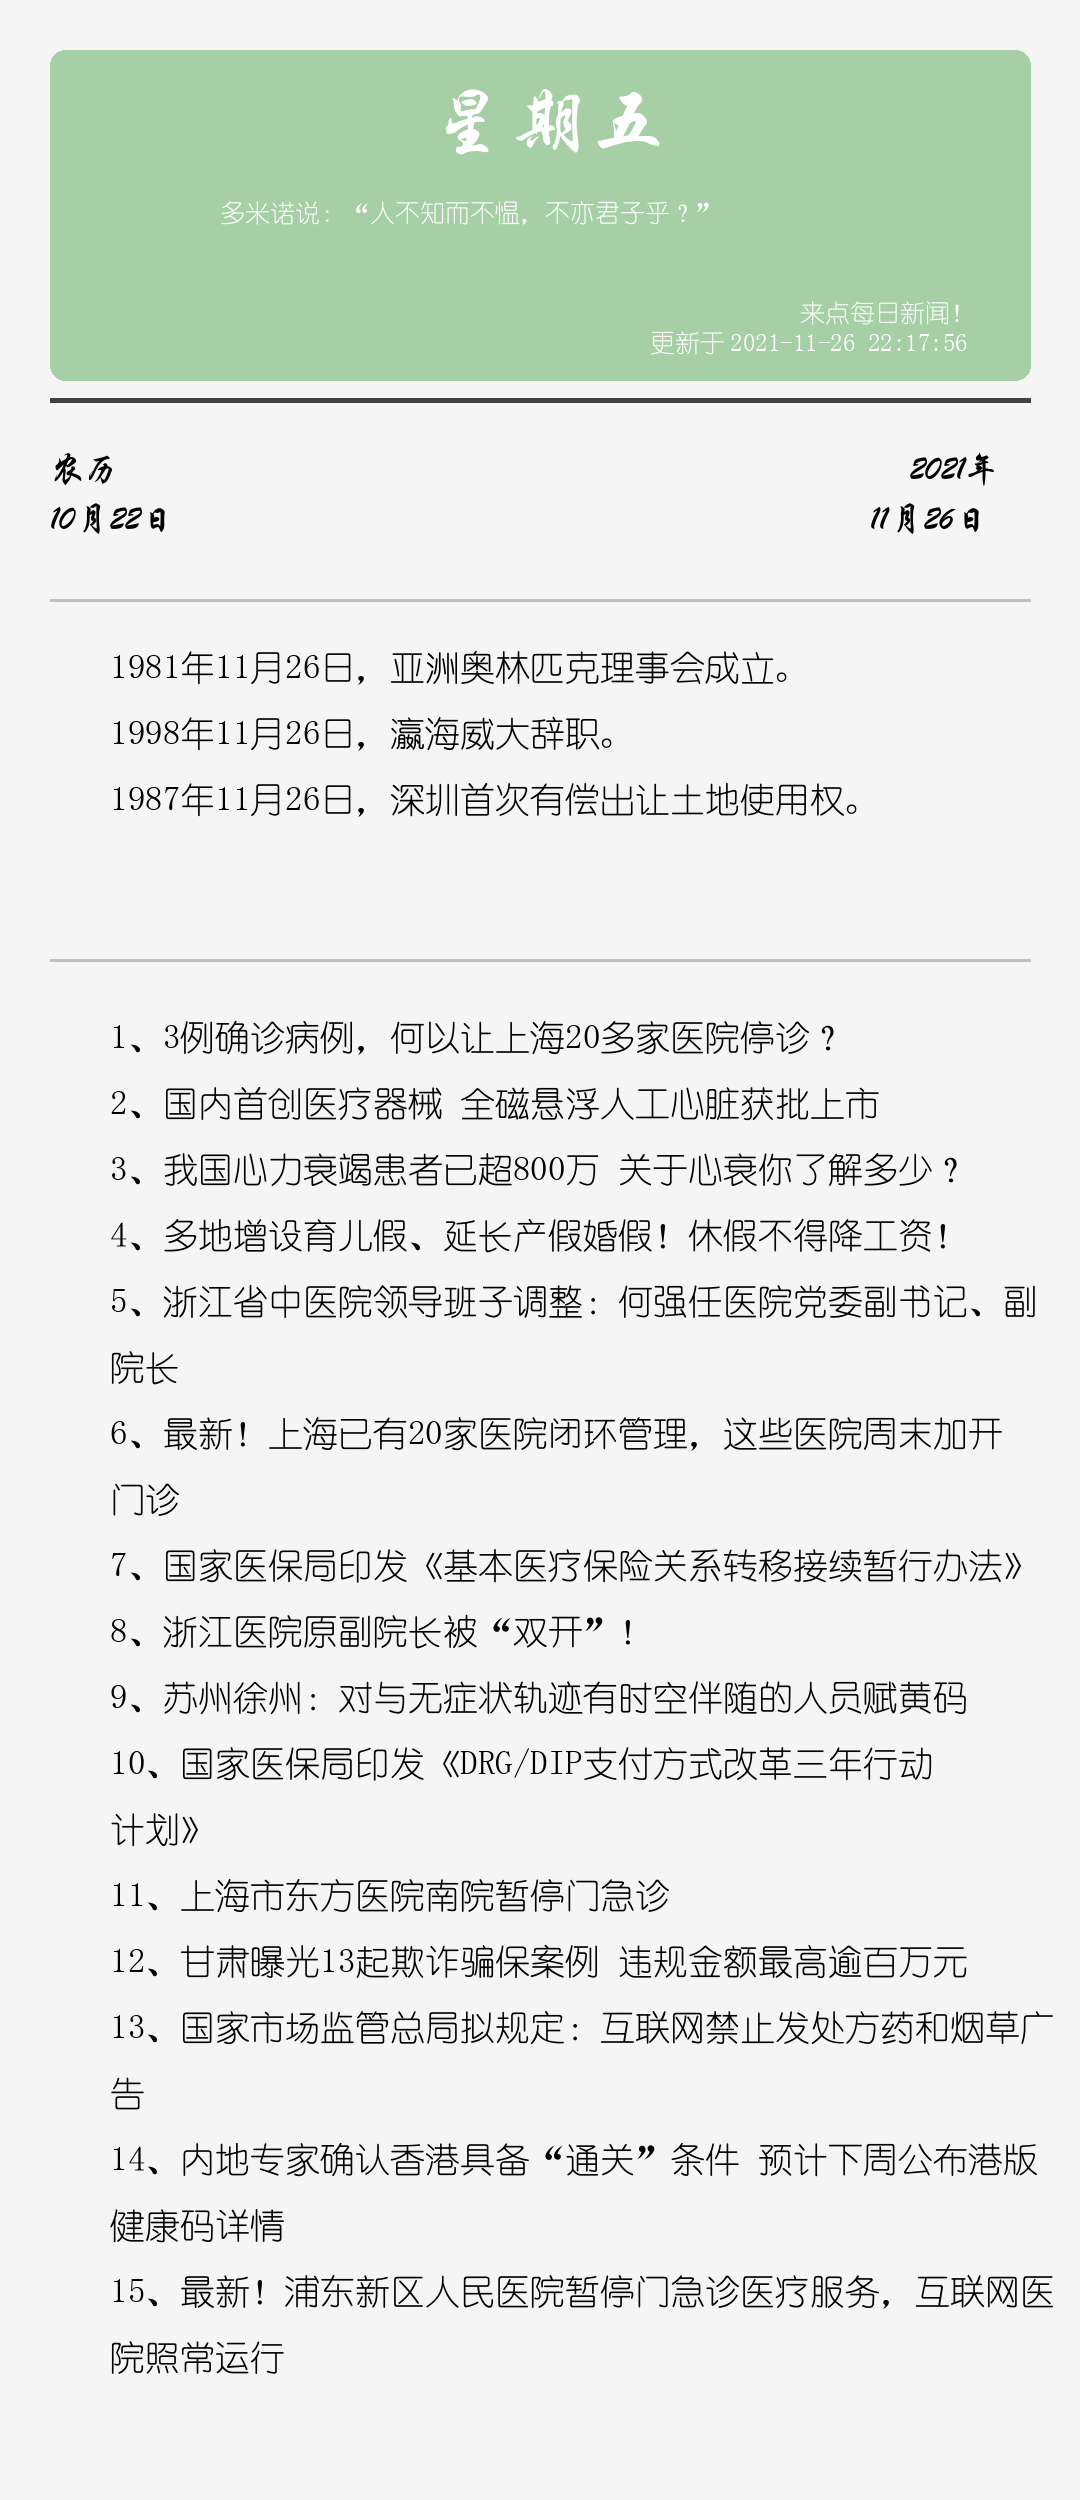 星期五
多米诺说：“人不知而不愠，不亦君子乎？”
来点每日新闻！
更新于 2021-11-26 22:17:56
农历
10月22日
2021年
11月26日
1981年11月26日，亚洲奥林匹克理事会成立。
1998年11月26日，瀛海威大辞职。
1987年11月26日，深圳首次有偿出让土地使用权。
1、3例确诊病例，何以让上海20多家医院停诊？
2、国内首创医疗器械 全磁悬浮人工心脏获批上市
3、我国心力衰竭患者已超800万 关于心衰你了解多少？
4、多地增设育儿假、延长产假婚假！休假不得降工资！
5、浙江省中医院领导班子调整：何强任医院党委副书记、副
院长
6、最新！上海已有20家医院闭环管理，这些医院周末加开
门诊
7、国家医保局印发《基本医疗保险关系转移接续暂行办法》
8、浙江医院原副院长被“双开”！
9、苏州徐州：对与无症状轨迹有时空伴随的人员赋黄码
10、国家医保局印发《DRG/DIP支付方式改革三年行动
计划》
11、上海市东方医院南院暂停门急诊
12、甘肃曝光13起欺诈骗保案例 违规金额最高逾百万元
13、国家市场监管总局拟规定：互联网禁止发处方药和烟草广
告
14、内地专家确认香港具备“通关”条件 预计下周公布港版
健康码详情
15、最新！浦东新区人民医院暂停门急诊医疗服务，互联网医
院照常运行